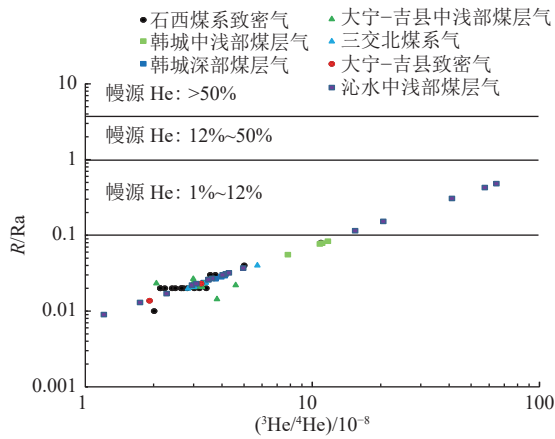 石西煤系致密气 大宁-吉县中浅部煤层气
韩城中浅部煤层气 三交北煤系气
韩城深部煤层气 大宁-吉县致密气
沁水中浅部煤层气
10
幔源 He: >50%
幔源 He: 12%~50%
1
幔源 He: 1%~12%
R/Ra
0.1
0.01
0.001
1 10 100
(³He/⁴He)/10⁻⁸